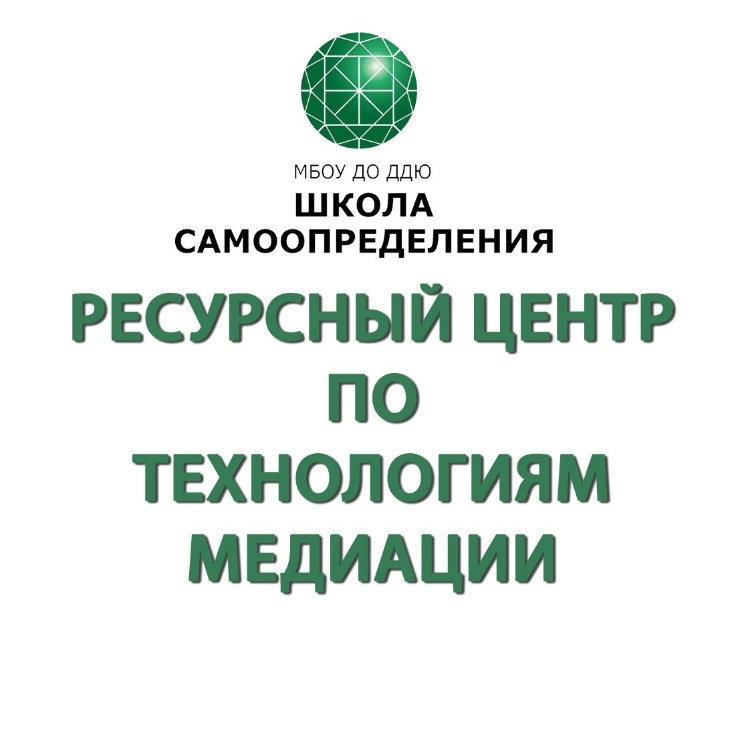 МБОУ ДО ДДЮ
ШКОЛА
САМООПРЕДЕЛЕНИЯ
РЕСУРСНЫЙ ЦЕНТР
ПО
ТЕХНОЛОГИЯМ
МЕДИАЦИИ